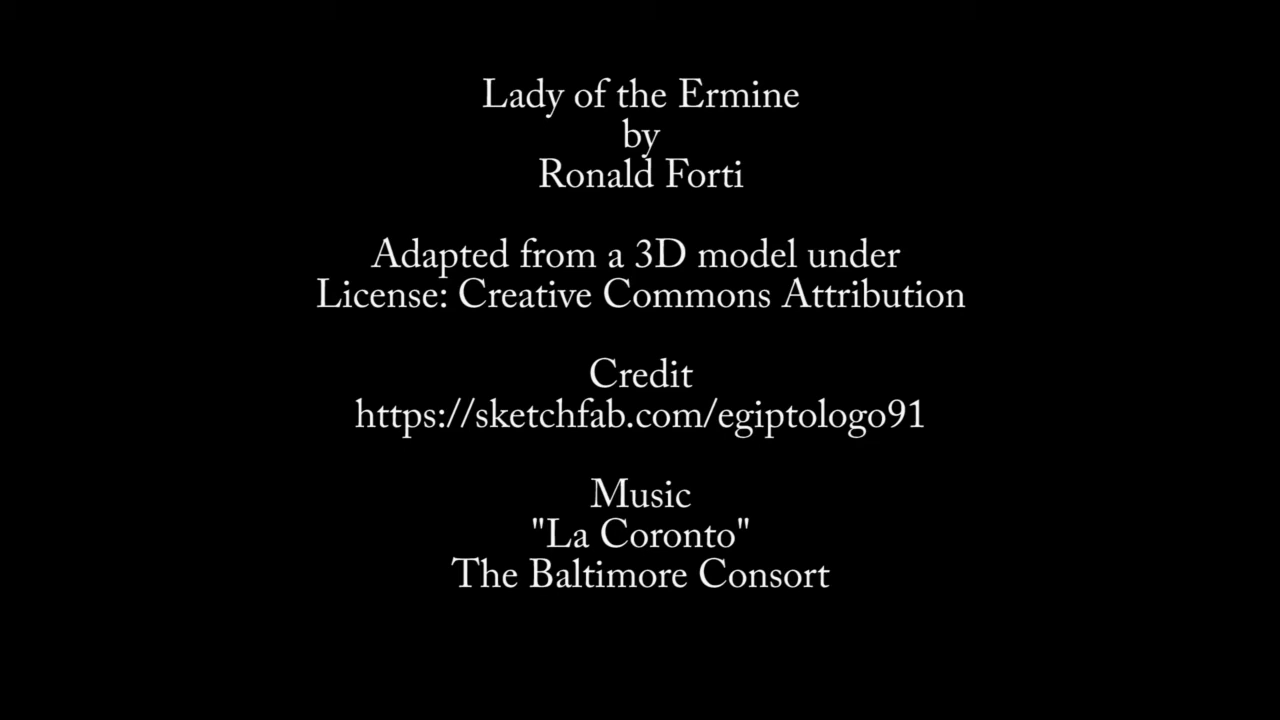 Lady of the Ermine
by
Ronald Forti
Adapted from a 3D model under
License: Creative Commons Attribution
Credit
https://sketchfab.com/egiptologo91
Music
"La Coronto"
The Baltimore Consort